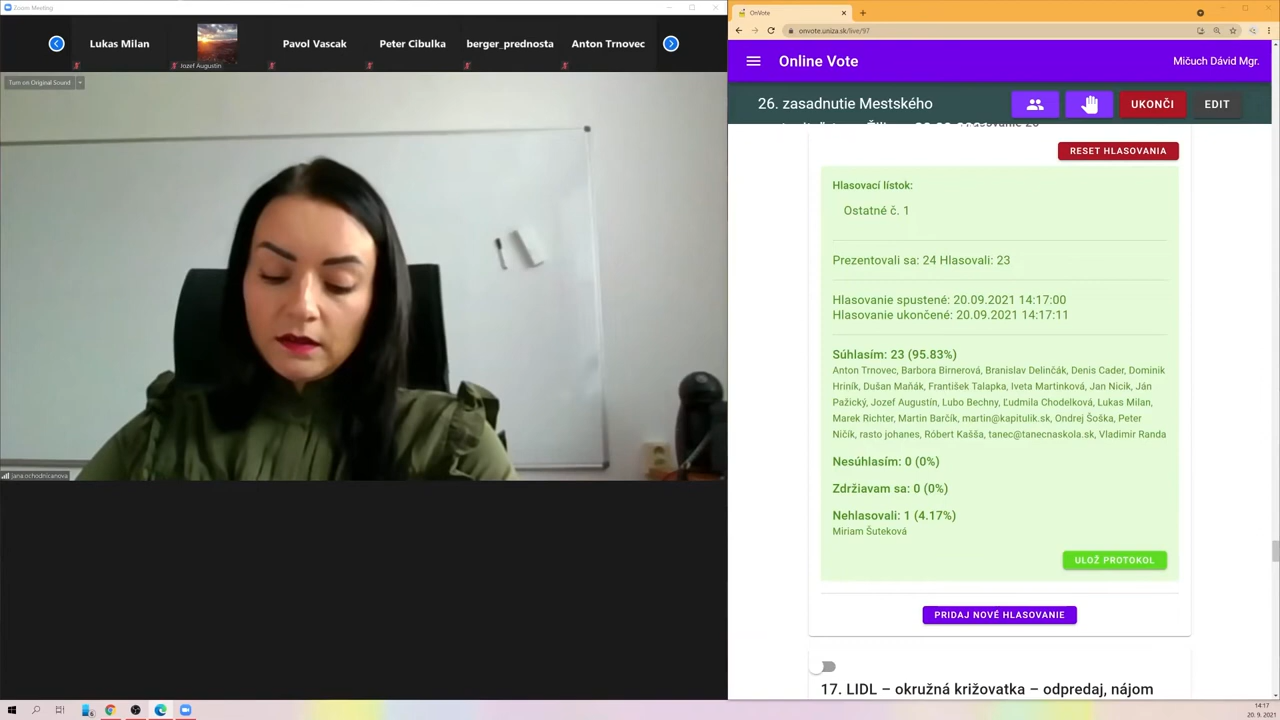 Zoom Meeting
Lukas Milan
Jozef Augustin
Pavol Vascak
Peter Cibulka
berger_prednosta
Anton Trnovec
Turn on Original Sound
jana.ochodnicanova
OnVote
onvote.uniza.sk/live/97
Online Vote
Mičuch Dávid Mgr.
26. zasadnutie Mestského
UKONČI
EDIT
RESET HLASOVANIA
Hlasovací lístok:
Ostatné č. 1
Prezentovali sa: 24 Hlasovali: 23
Hlasovanie spustené: 20.09.2021 14:17:00
Hlasovanie ukončené: 20.09.2021 14:17:11
Súhlasím: 23 (95.83%)
Anton Trnovec, Barbora Birnerová, Branislav Delinčák, Denis Cader, Dominik
Hriník, Dušan Maňák, František Talapka, Iveta Martinková, Jan Nicik, Ján
Pažický, Jozef Augustín, Lubo Bechny, Ľudmila Chodelková, Lukas Milan,
Marek Richter, Martin Barčík, martin@kapitulik.sk, Ondrej Šoška, Peter
Ničík, rasto johanes, Róbert Kašša, tanec@tanecnaskola.sk, Vladimir Randa
Nesúhlasím: 0 (0%)
Zdržiavam sa: 0 (0%)
Nehlasovali: 1 (4.17%)
Miriam Šuteková
ULOŽ PROTOKOL
PRIDAJ NOVÉ HLASOVANIE
17. LIDL – okružná križovatka – odpredaj, nájom
14:17
20. 9. 2021